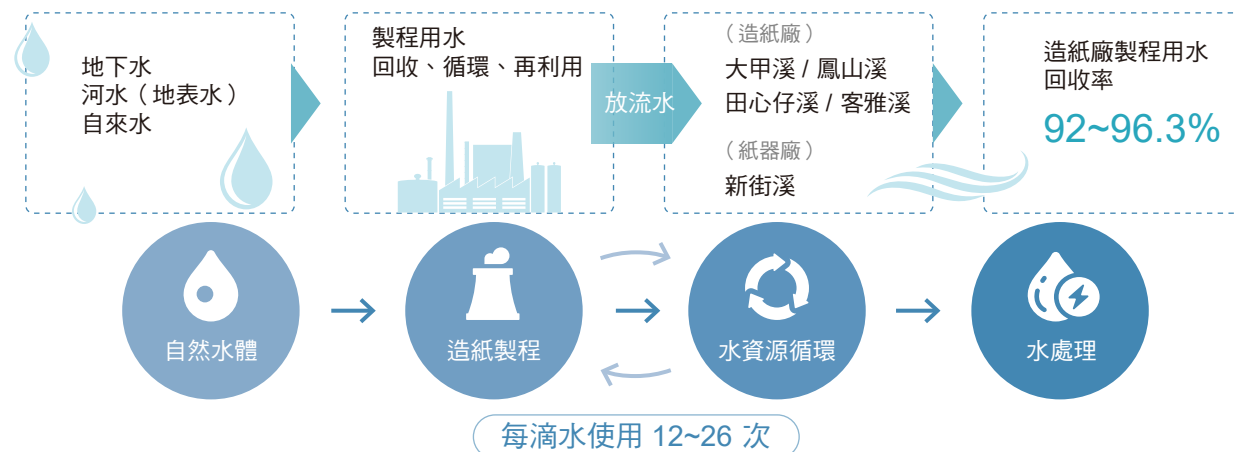 地下水
河水（地表水）
自來水
製程用水
回收、循環、再利用
放流水
（造紙廠）
大甲溪 / 鳳山溪
田心仔溪 / 客雅溪
（紙器廠）
新街溪
造紙廠製程用水
回收率
92~96.3%
自然水體
造紙製程
水資源循環
水處理
每滴水使用 12~26 次